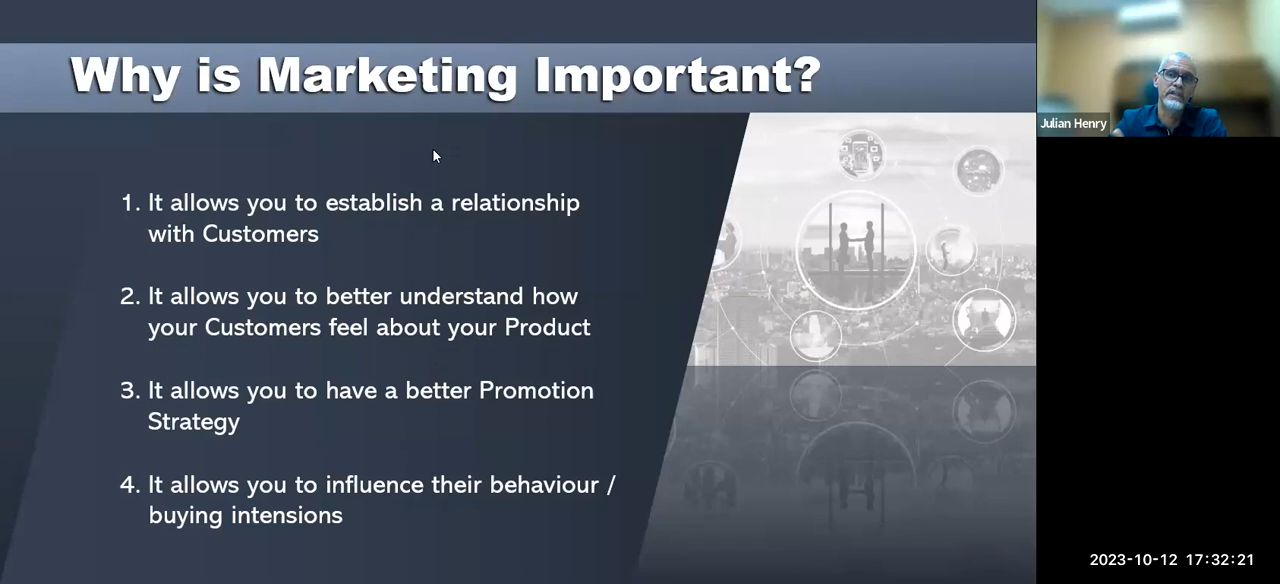 Why is Marketing Important?
1. It allows you to establish a relationship
with Customers
2. It allows you to better understand how
your Customers feel about your Product
3. It allows you to have a better Promotion
Strategy
4. It allows you to influence their behaviour /
buying intensions
Julian Henry
2023-10-12 17:32:21